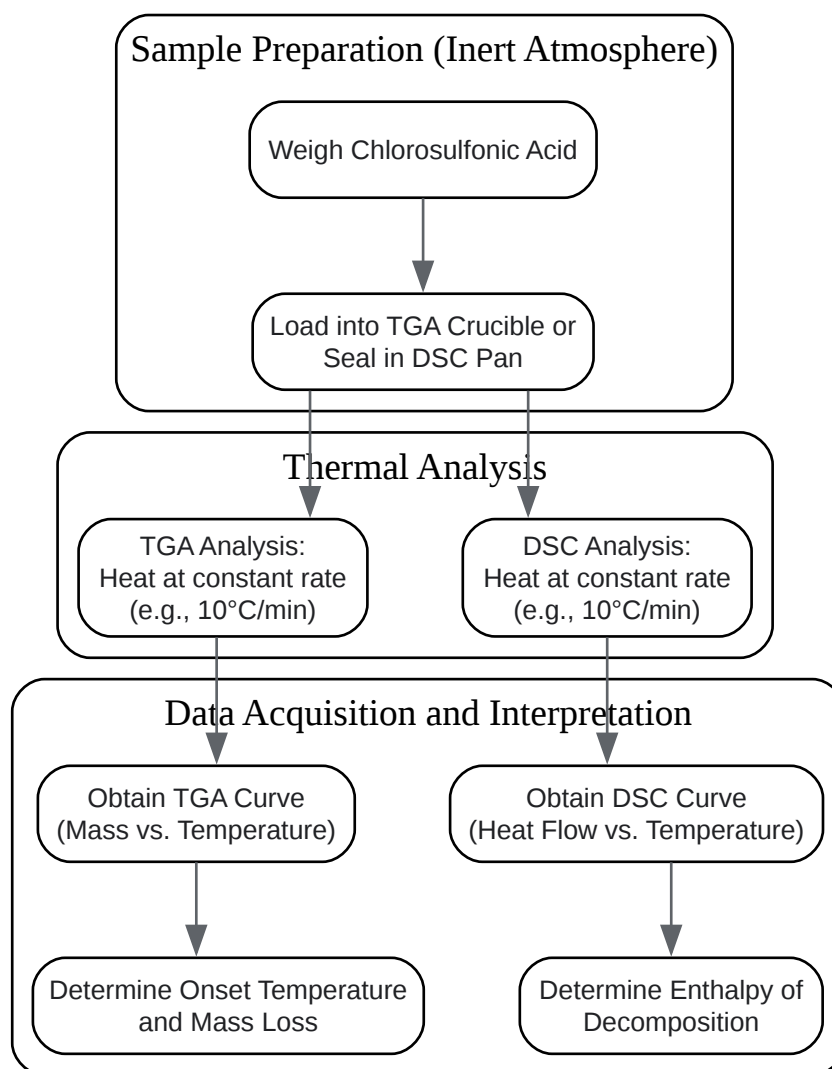 Sample Preparation (Inert Atmosphere)
Weigh Chlorosulfonic Acid
Load into TGA Crucible or
Seal in DSC Pan
Thermal Analysis
TGA Analysis:
Heat at constant rate
(e.g., 10°C/min)
DSC Analysis:
Heat at constant rate
(e.g., 10°C/min)
Data Acquisition and Interpretation
Obtain TGA Curve
(Mass vs. Temperature)
Obtain DSC Curve
(Heat Flow vs. Temperature)
Determine Onset Temperature
and Mass Loss
Determine Enthalpy of
Decomposition